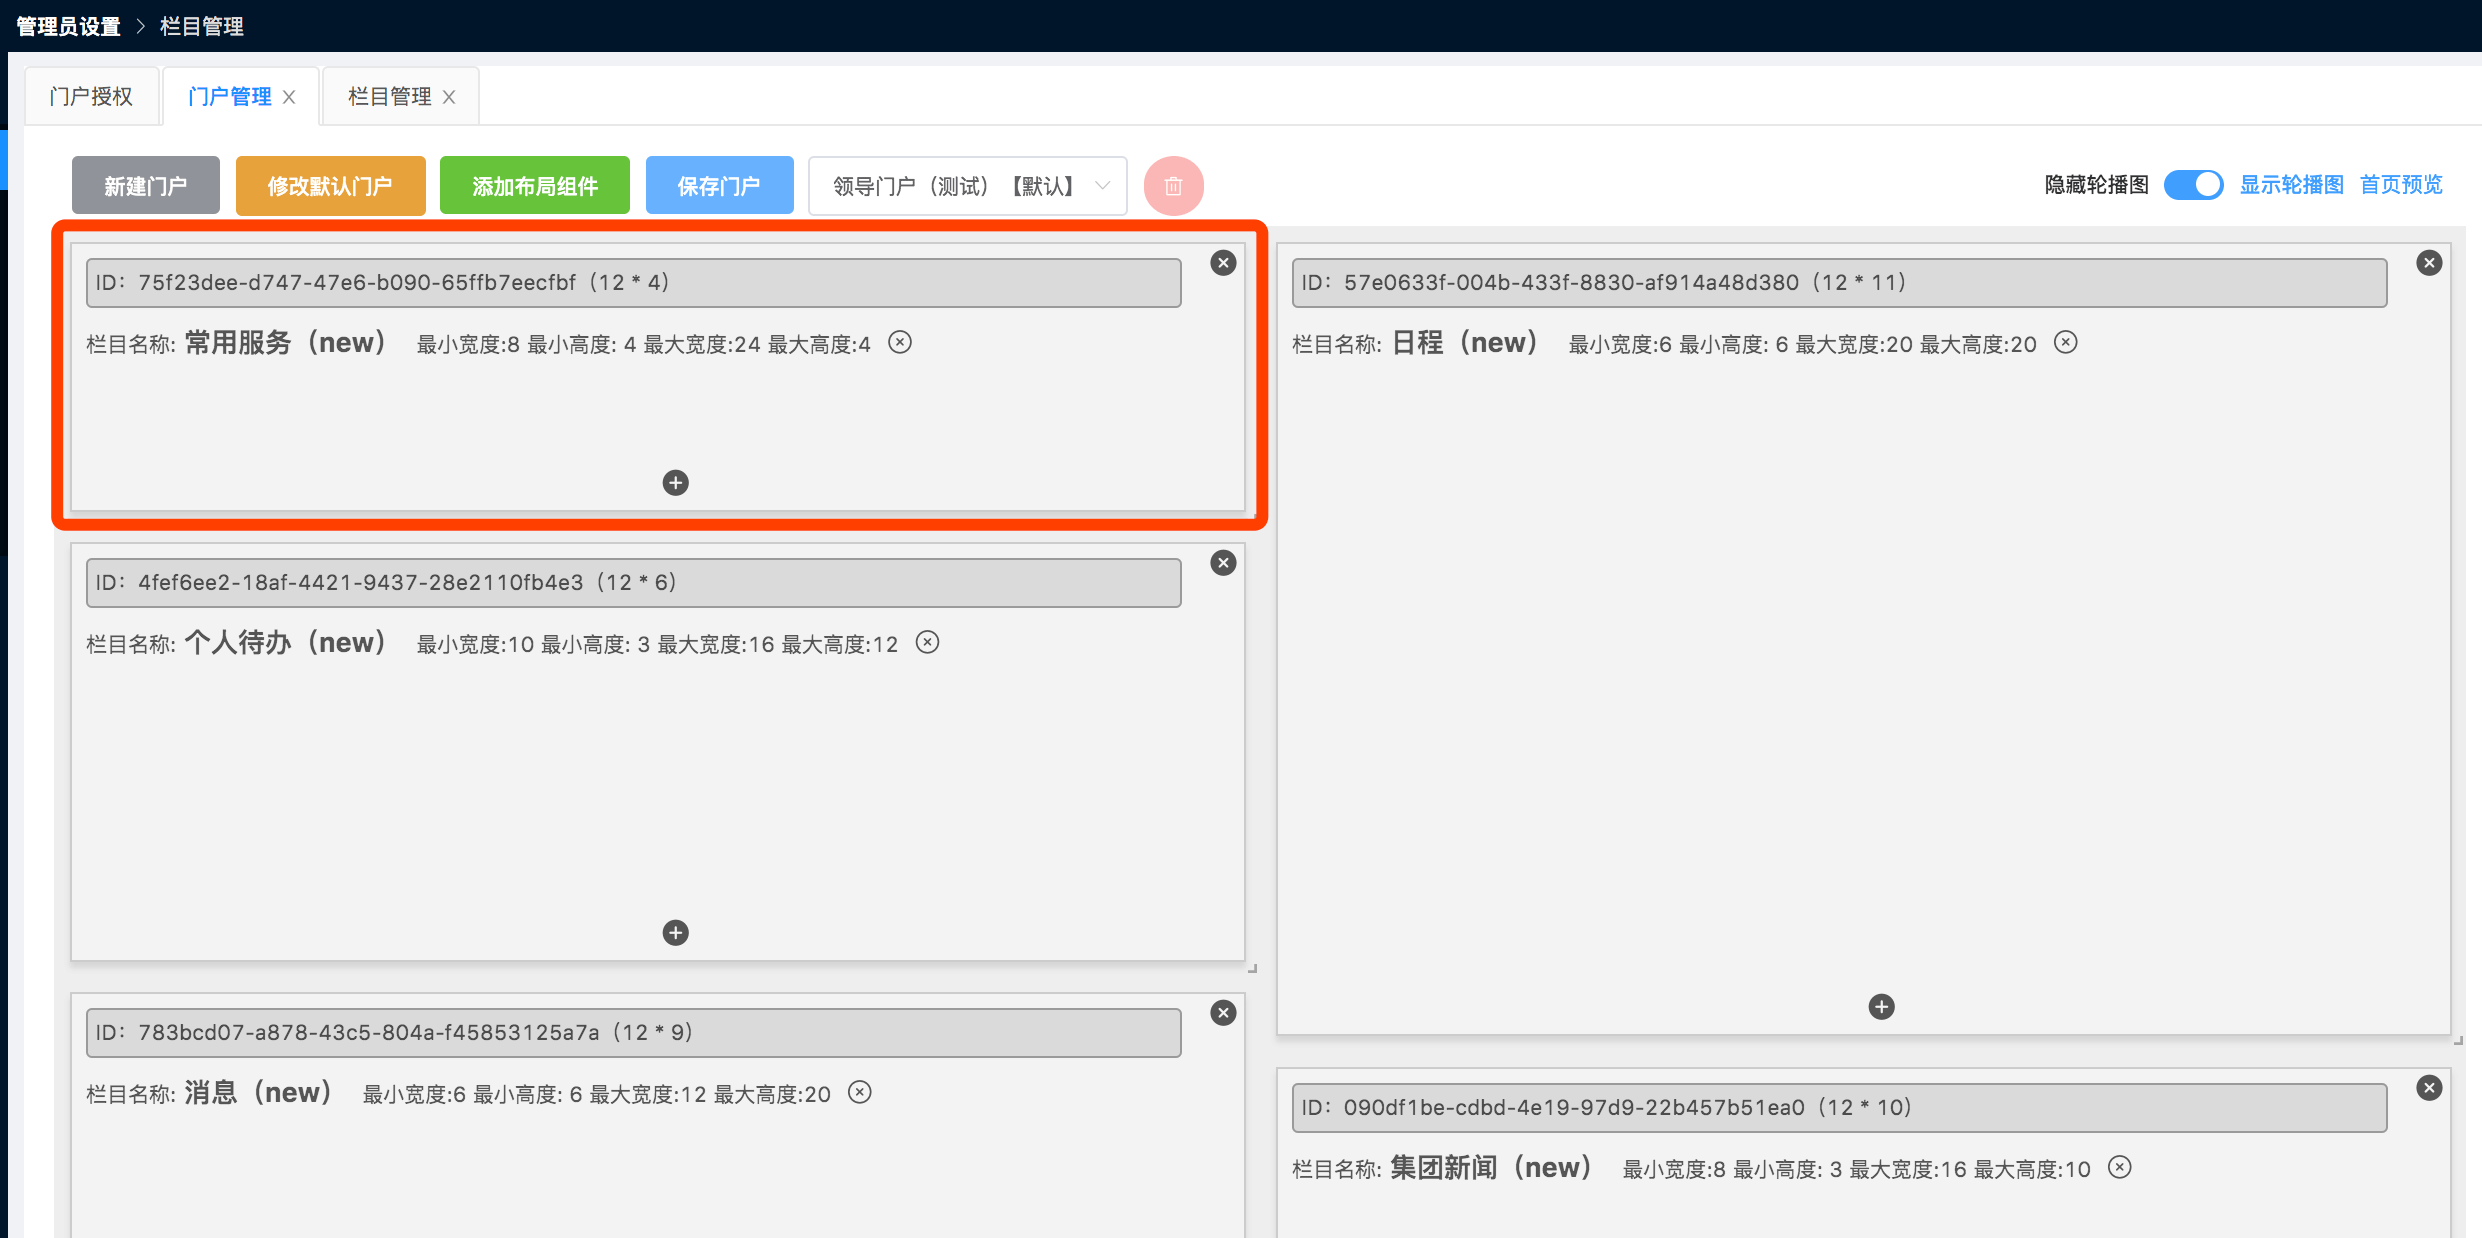 管理员设置 > 栏目管理
门户授权 门户管理 × 栏目管理 ×
新建门户 修改默认门户 添加布局组件 保存门户 领导门户（测试）【默认】 隐藏轮播图 显示轮播图 首页预览
ID：75f23dee-d747-47e6-b090-65ffb7eecfbf（12 * 4）
栏目名称: 常用服务（new） 最小宽度:8 最小高度: 4 最大宽度:24 最大高度:4
ID：57e0633f-004b-433f-8830-af914a48d380（12 * 11）
栏目名称: 日程（new） 最小宽度:6 最小高度: 6 最大宽度:20 最大高度:20
ID：4fef6ee2-18af-4421-9437-28e2110fb4e3（12 * 6）
栏目名称: 个人待办（new） 最小宽度:10 最小高度: 3 最大宽度:16 最大高度:12
ID：783bcd07-a878-43c5-804a-f45853125a7a（12 * 9）
栏目名称: 消息（new） 最小宽度:6 最小高度: 6 最大宽度:12 最大高度:20
ID：090df1be-cdbd-4e19-97d9-22b457b51ea0（12 * 10）
栏目名称: 集团新闻（new） 最小宽度:8 最小高度: 3 最大宽度:16 最大高度:10